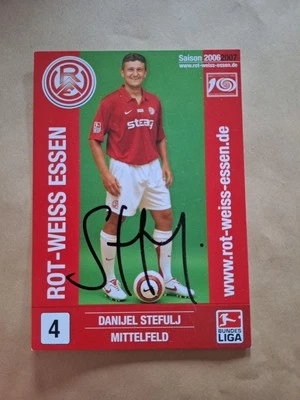 Saison 2006/2007
www.rot-weiss-essen.de
ROT-WEISS ESSEN
steag
www.rot-weiss-essen.de
4
DANIJEL STEFULJ
MITTELFELD
BUNDES
LIGA